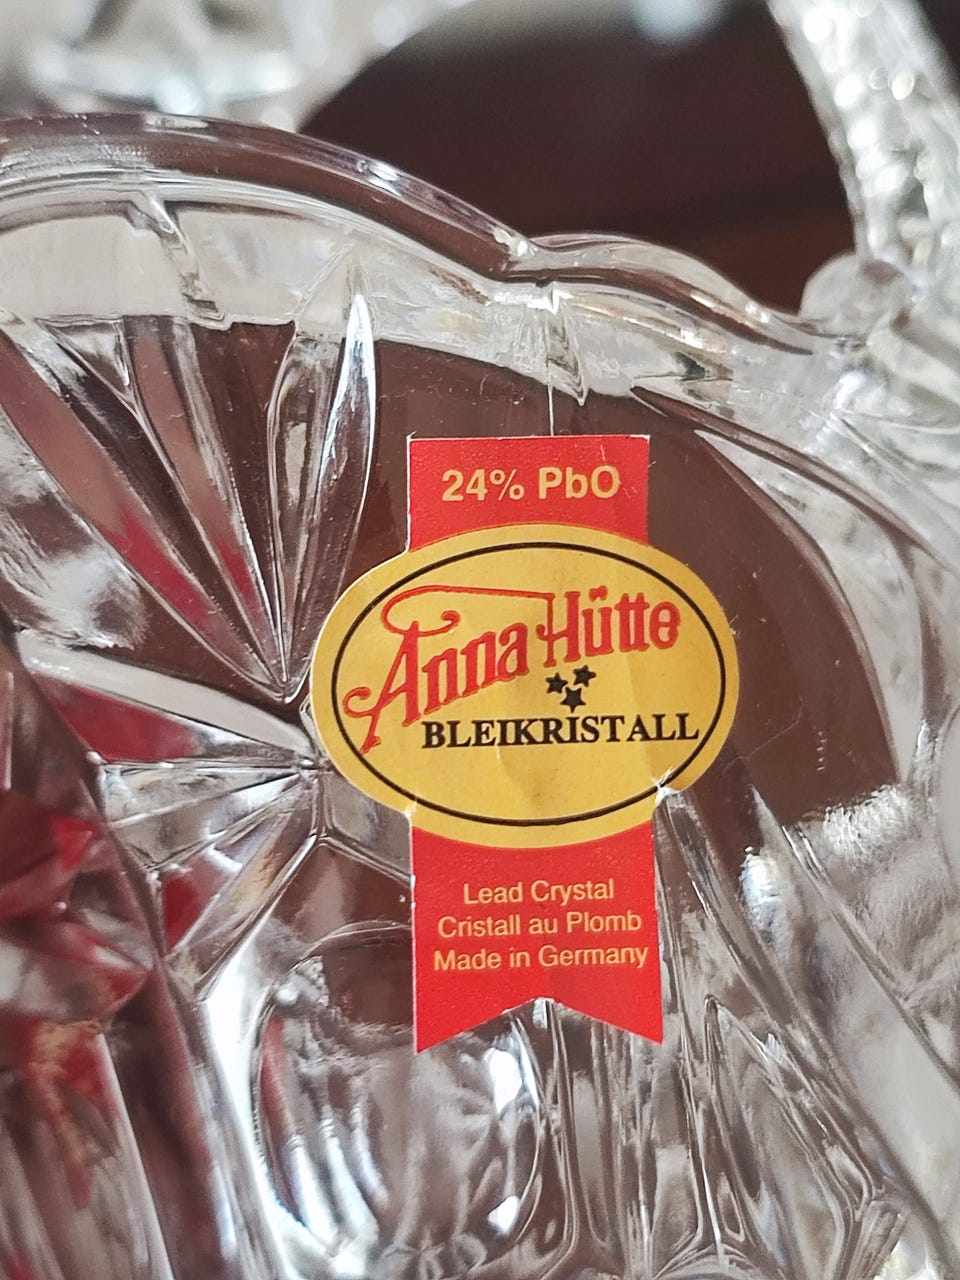 24% PbO
Anna Hütte
BLEIKRISTALL
Lead Crystal
Cristall au Plomb
Made in Germany